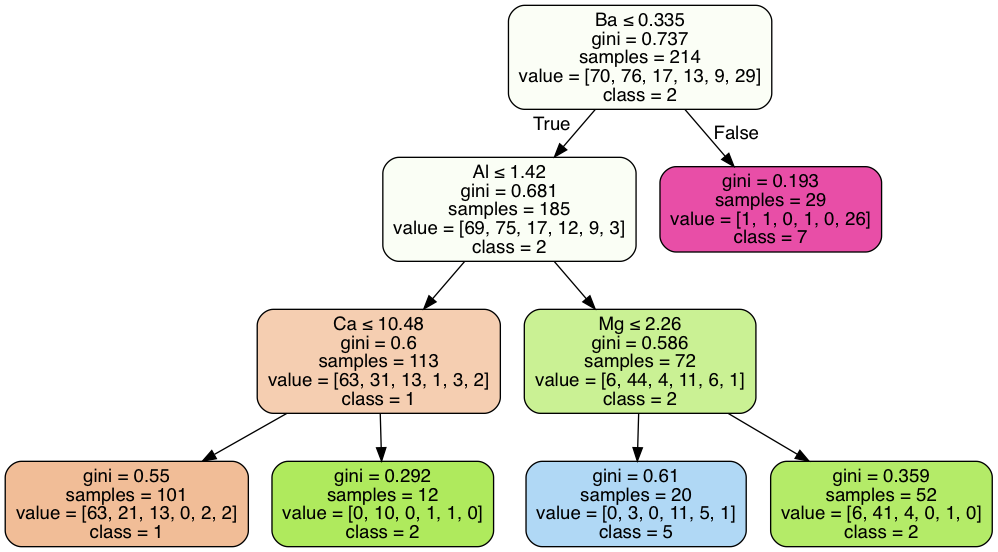 Ba ≤ 0.335
gini = 0.737
samples = 214
value = [70, 76, 17, 13, 9, 29]
class = 2
True
False
Al ≤ 1.42
gini = 0.681
samples = 185
value = [69, 75, 17, 12, 9, 3]
class = 2
gini = 0.193
samples = 29
value = [1, 1, 0, 1, 0, 26]
class = 7
Ca ≤ 10.48
gini = 0.6
samples = 113
value = [63, 31, 13, 1, 3, 2]
class = 1
Mg ≤ 2.26
gini = 0.586
samples = 72
value = [6, 44, 4, 11, 6, 1]
class = 2
gini = 0.55
samples = 101
value = [63, 21, 13, 0, 2, 2]
class = 1
gini = 0.292
samples = 12
value = [0, 10, 0, 1, 1, 0]
class = 2
gini = 0.61
samples = 20
value = [0, 3, 0, 11, 5, 1]
class = 5
gini = 0.359
samples = 52
value = [6, 41, 4, 0, 1, 0]
class = 2